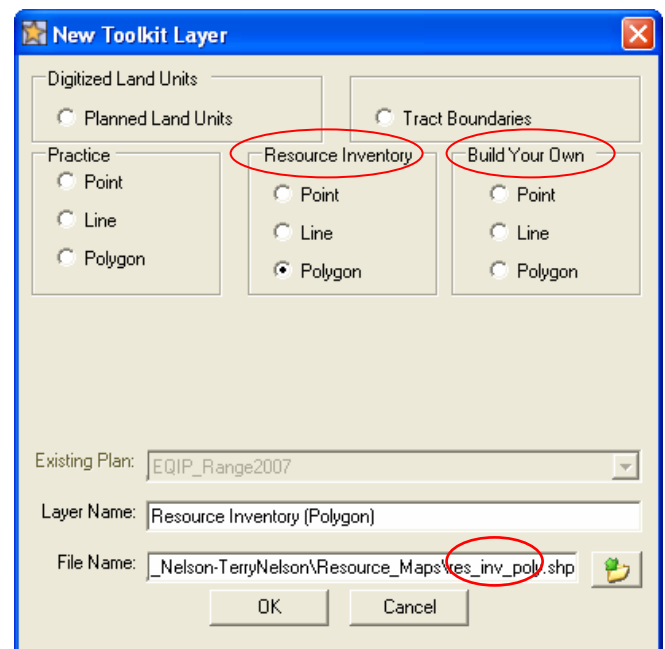 New Toolkit Layer
Digitized Land Units
Planned Land Units
Tract Boundaries
Practice
Resource Inventory
Build Your Own
Point
Point
Point
Line
Line
Line
Polygon
Polygon
Polygon
Existing Plan: EQIP_Range2007
Layer Name: Resource Inventory (Polygon)
File Name: _Nelson-TerryNelson\Resource_Maps\res_inv_poly.shp
OK
Cancel